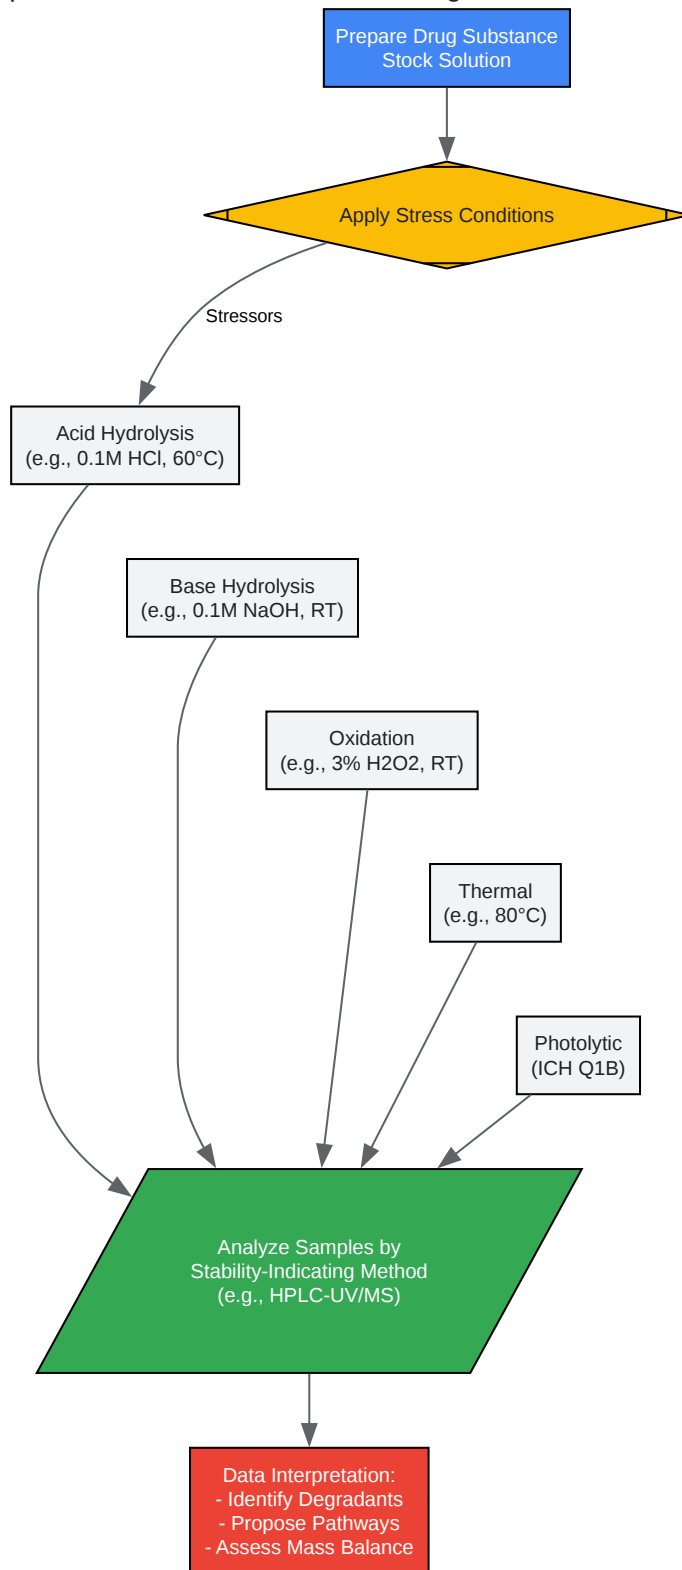 Prepare Drug Substance
Stock Solution
Apply Stress Conditions
Stressors
Acid Hydrolysis
(e.g., 0.1M HCl, 60°C)
Base Hydrolysis
(e.g., 0.1M NaOH, RT)
Oxidation
(e.g., 3% H2O2, RT)
Thermal
(e.g., 80°C)
Photolytic
(ICH Q1B)
Analyze Samples by
Stability-Indicating Method
(e.g., HPLC-UV/MS)
Data Interpretation:
- Identify Degradants
- Propose Pathways
- Assess Mass Balance